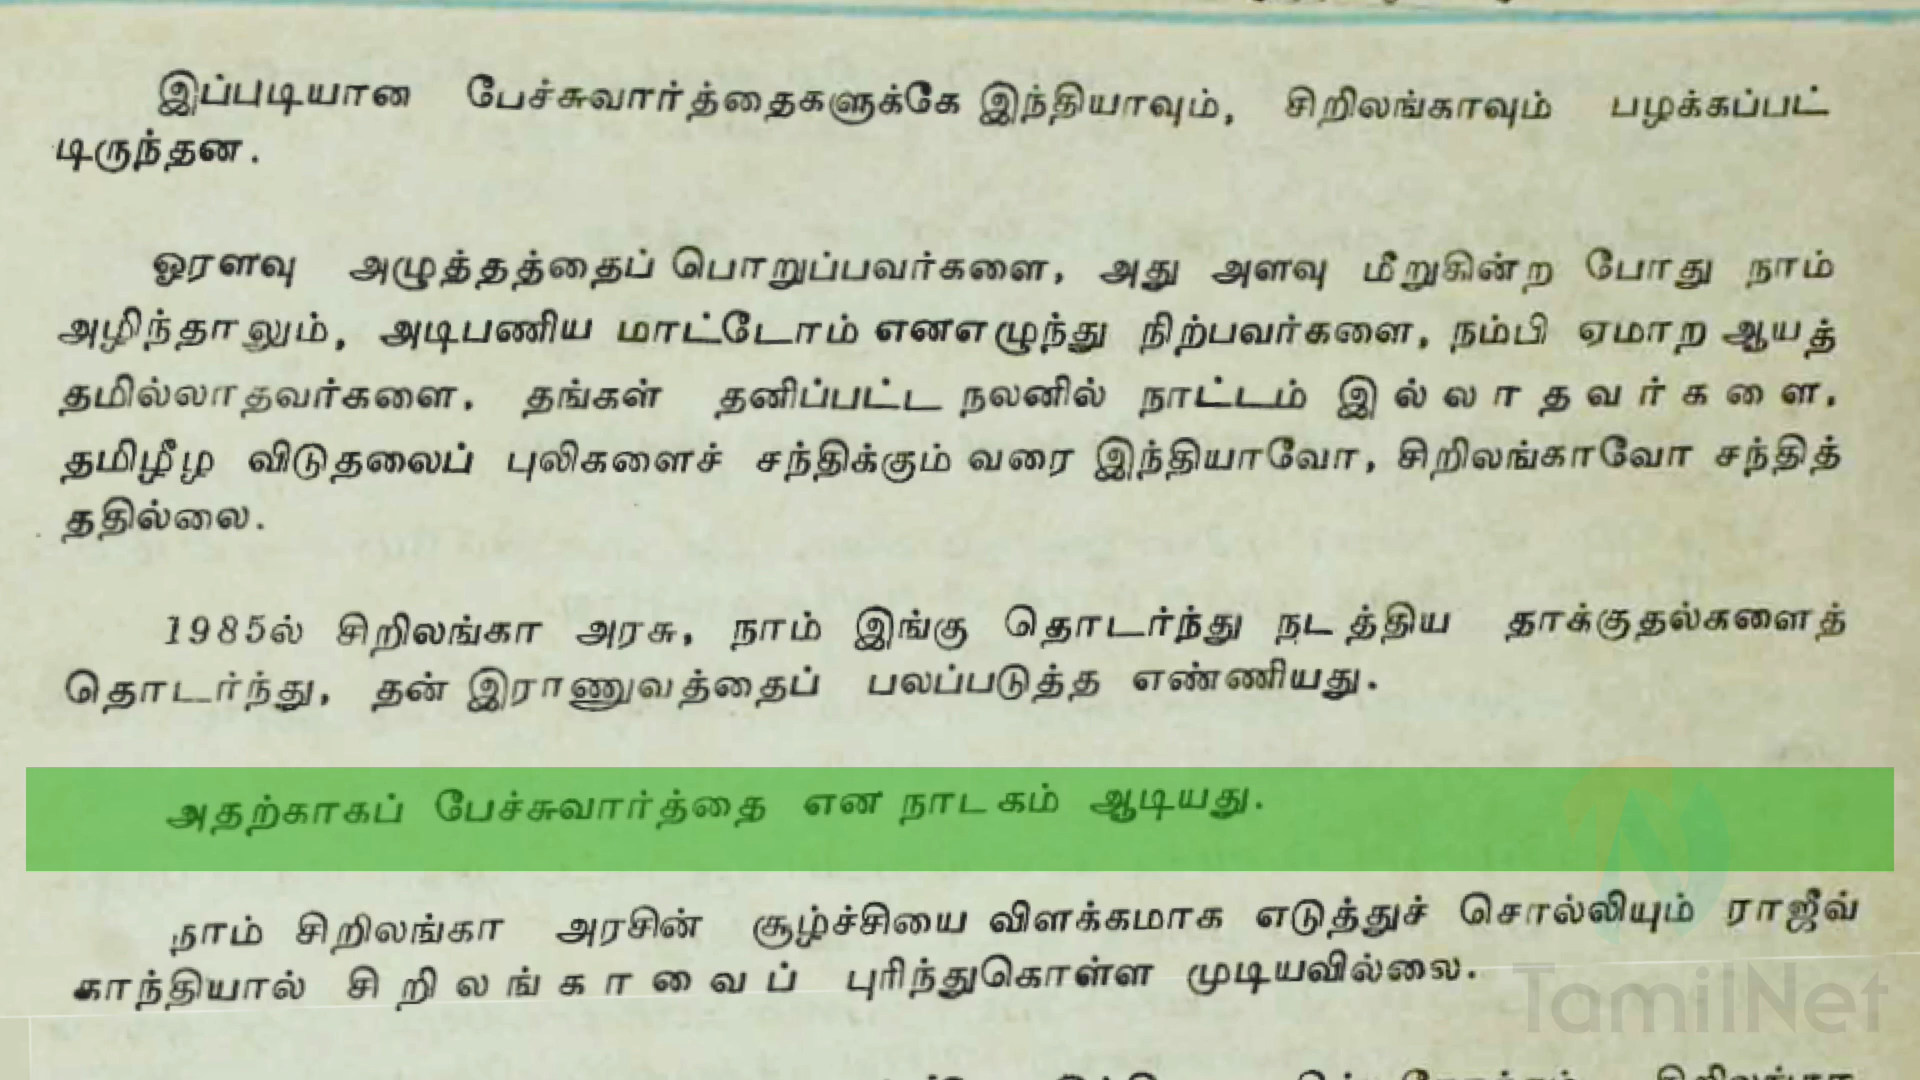 இப்படியான பேச்சுவார்த்தைகளுக்கே இந்தியாவும், சிறிலங்காவும் பழக்கப்பட்
டிருந்தன.
ஓரளவு அழுத்தத்தைப் பொறுப்பவர்களை, அது அளவு மீறுகின்ற போது நாம்
அழிந்தாலும், அடிபணிய மாட்டோம் எனஎழுந்து நிற்பவர்களை, நம்பி ஏமாற ஆயத்
தமில்லாதவர்களை, தங்கள் தனிப்பட்ட நலனில் நாட்டம் இல்லாதவர்களை,
தமிழீழ விடுதலைப் புலிகளைச் சந்திக்கும் வரை இந்தியாவோ, சிறிலங்காவோ சந்தித்
ததில்லை.
1985ல் சிறிலங்கா அரசு, நாம் இங்கு தொடர்ந்து நடத்திய தாக்குதல்களைத்
தொடர்ந்து, தன் இராணுவத்தைப் பலப்படுத்த எண்ணியது.
அதற்காகப் பேச்சுவார்த்தை என நாடகம் ஆடியது.
நாம் சிறிலங்கா அரசின் சூழ்ச்சியை விளக்கமாக எடுத்துச் சொல்லியும் ராஜீவ்
காந்தியால் சிறிலங்காவைப் புரிந்துகொள்ள முடியவில்லை.
TamilNet